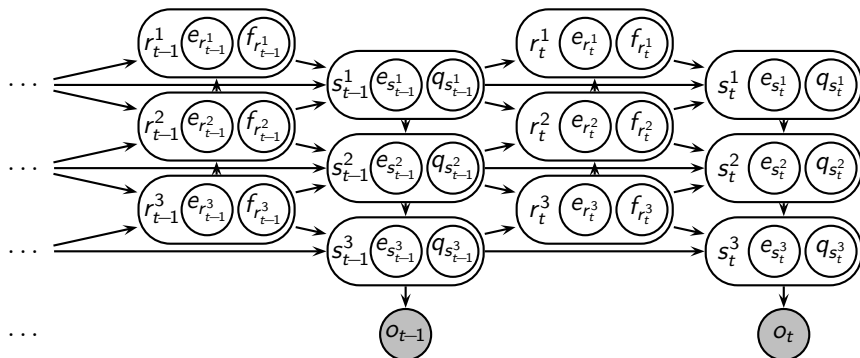 r^1_{t-1} e_{r^1_{t-1}} f_{r^1_{t-1}} r^1_t e_{r^1_t} f_{r^1_t}
... s^1_{t-1} e_{s^1_{t-1}} q_{s^1_{t-1}} s^1_t e_{s^1_t} q_{s^1_t}
r^2_{t-1} e_{r^2_{t-1}} f_{r^2_{t-1}} r^2_t e_{r^2_t} f_{r^2_t}
... s^2_{t-1} e_{s^2_{t-1}} q_{s^2_{t-1}} s^2_t e_{s^2_t} q_{s^2_t}
r^3_{t-1} e_{r^3_{t-1}} f_{r^3_{t-1}} r^3_t e_{r^3_t} f_{r^3_t}
... s^3_{t-1} e_{s^3_{t-1}} q_{s^3_{t-1}} s^3_t e_{s^3_t} q_{s^3_t}
... o_{t-1} o_t